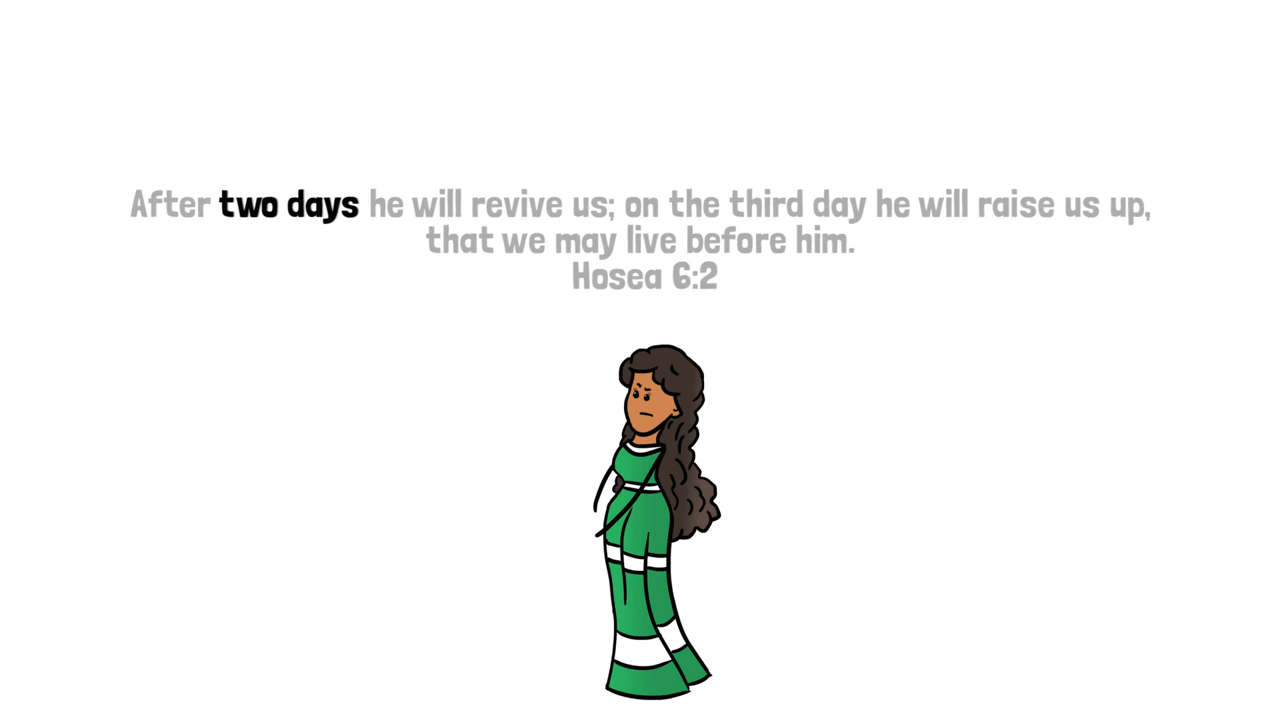 After two days he will revive us; on the third day he will raise us up,
that we may live before him.
Hosea 6:2